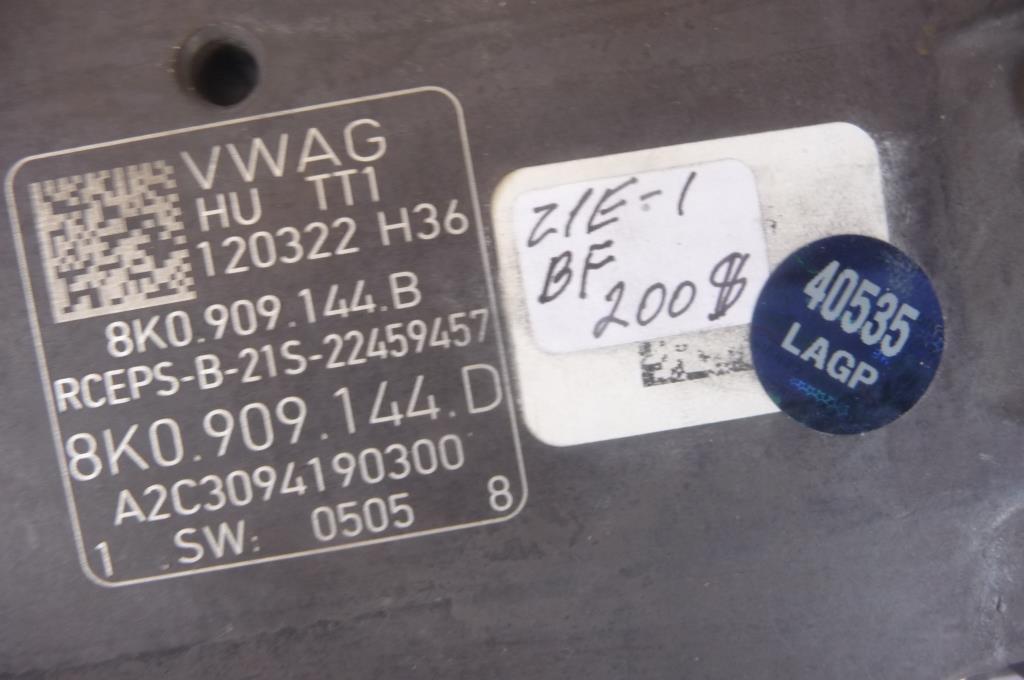 VWAG
HU TT1
120322 H36
8K0.909.144.B
RCEPS-B-21S-22459457
8K0.909.144.D
A2C3094190300
1 SW: 0505 8
21E-1
BF
200$
40535
LAGP